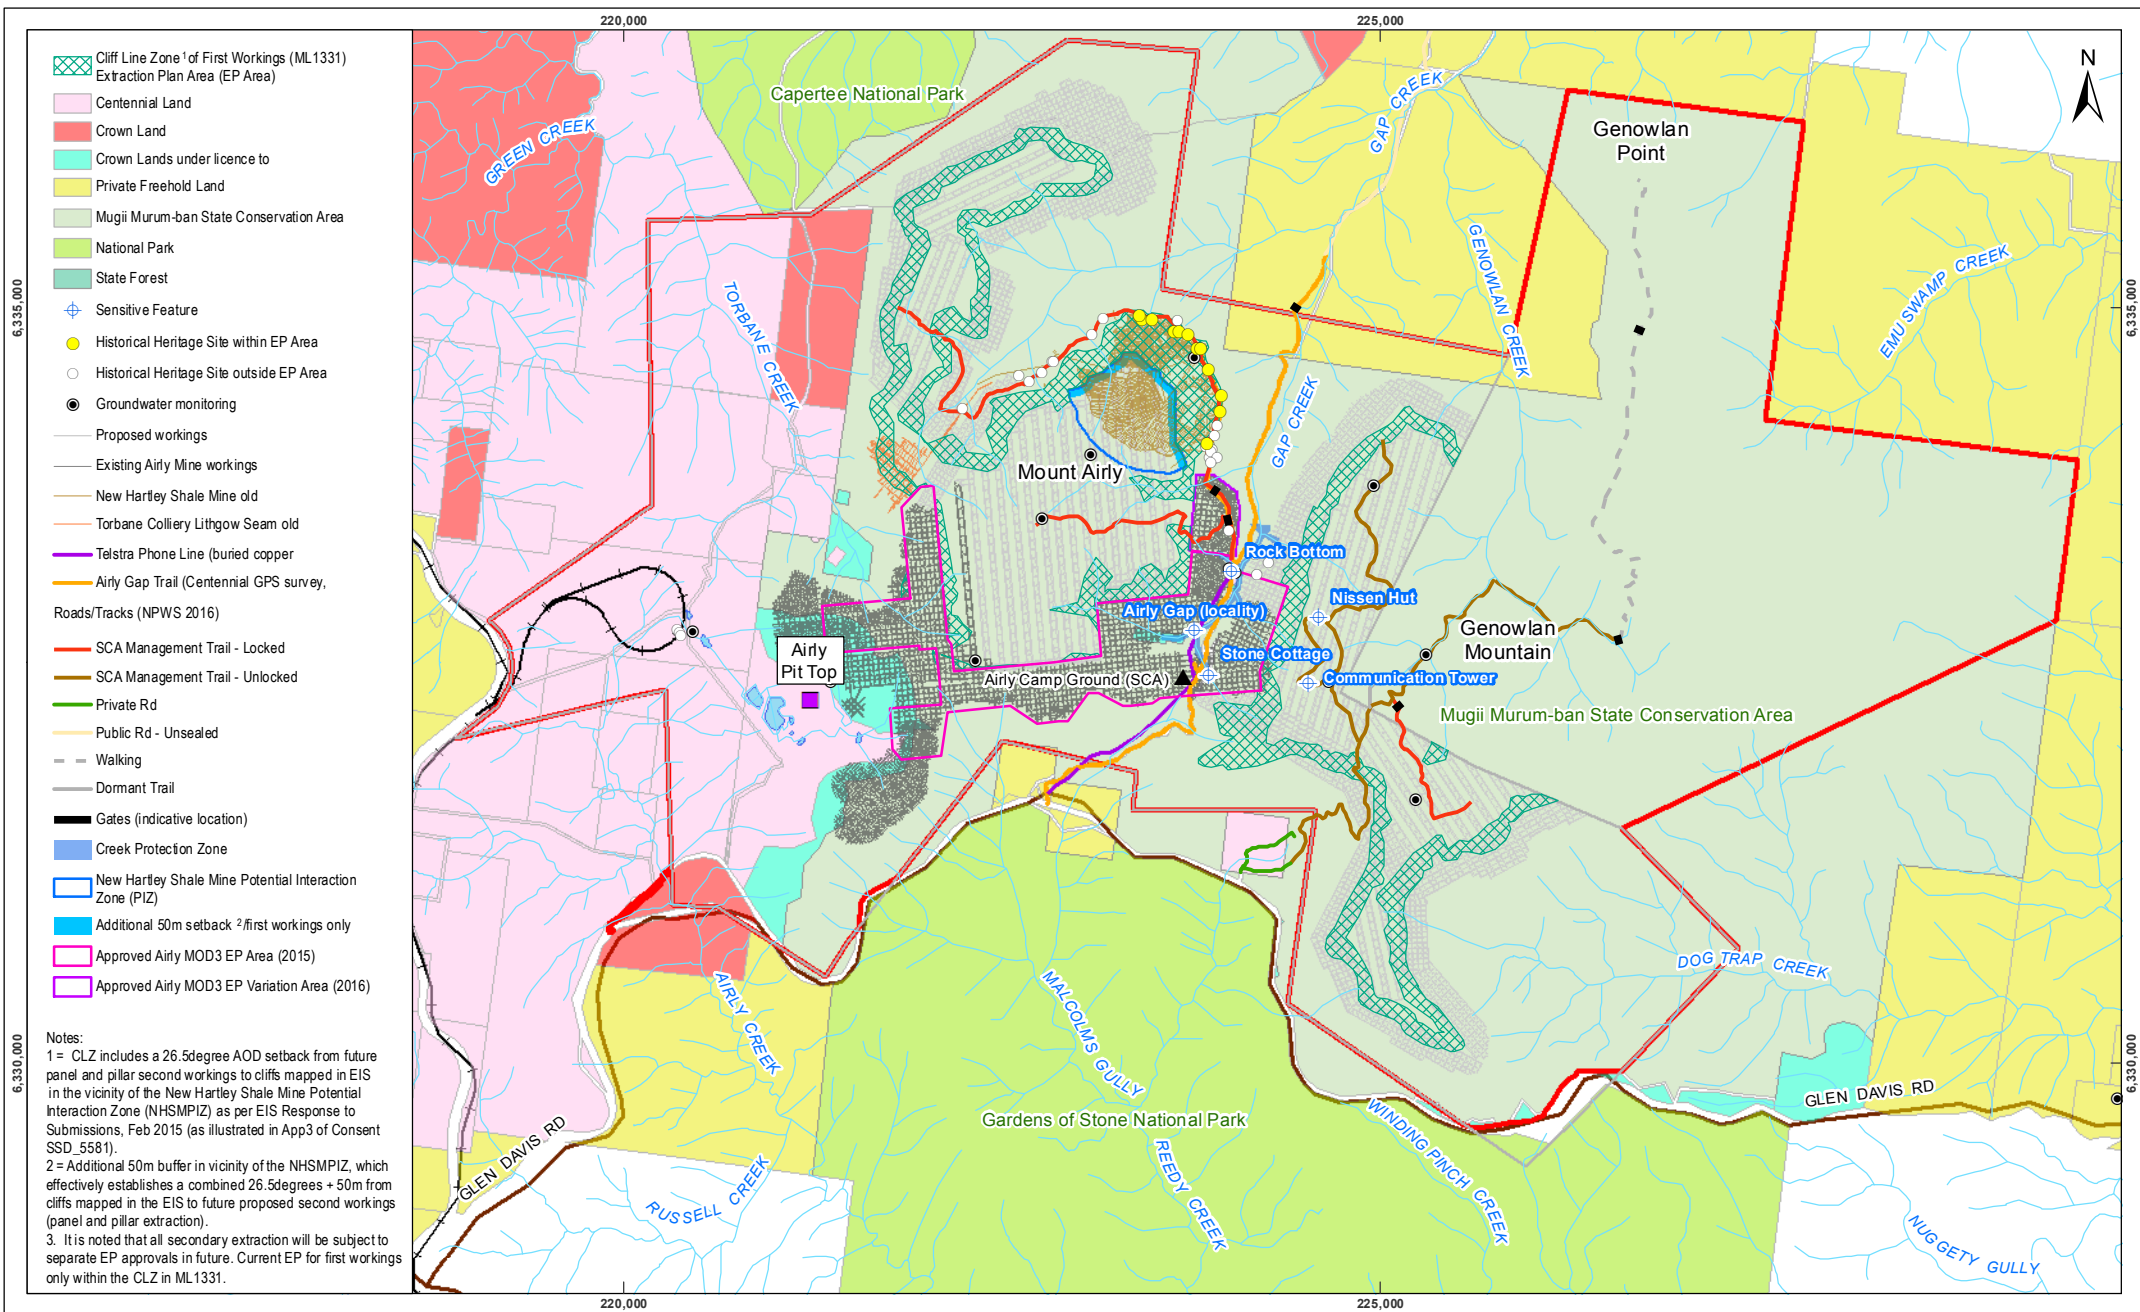 220,000
225,000
N
6,335,000
6,335,000
6,330,000
6,330,000
220,000
225,000
Cliff Line Zone ¹ of First Workings (ML1331)
Extraction Plan Area (EP Area)
Centennial Land
Crown Land
Crown Lands under licence to
Private Freehold Land
Mugii Murum-ban State Conservation Area
National Park
State Forest
Sensitive Feature
Historical Heritage Site within EP Area
Historical Heritage Site outside EP Area
Groundwater monitoring
Proposed workings
Existing Airly Mine workings
New Hartley Shale Mine old
Torbane Colliery Lithgow Seam old
Telstra Phone Line (buried copper
Airly Gap Trail (Centennial GPS survey,
Roads/Tracks (NPWS 2016)
SCA Management Trail - Locked
SCA Management Trail - Unlocked
Private Rd
Public Rd - Unsealed
Walking
Dormant Trail
Gates (indicative location)
Creek Protection Zone
New Hartley Shale Mine Potential Interaction
Zone (PIZ)
Additional 50m setback ²/first workings only
Approved Airly MOD3 EP Area (2015)
Approved Airly MOD3 EP Variation Area (2016)
Notes:
1 = CLZ includes a 26.5degree AOD setback from future
panel and pillar second workings to cliffs mapped in EIS
in the vicinity of the New Hartley Shale Mine Potential
Interaction Zone (NHSMPIZ) as per EIS Response to
Submissions, Feb 2015 (as illustrated in App3 of Consent
SSD_5581).
2 = Additional 50m buffer in vicinity of the NHSMPIZ, which
effectively establishes a combined 26.5degrees + 50m from
cliffs mapped in the EIS to future proposed second workings
(panel and pillar extraction).
3. It is noted that all secondary extraction will be subject to
separate EP approvals in future. Current EP for first workings
only within the CLZ in ML1331.
Capertee National Park
GREEN CREEK
GAP CREEK
Genowlan
Point
GENOWLAN CREEK
EMU SWAMP CREEK
TORBANE CREEK
GAP CREEK
Mount Airly
Rock Bottom
Nissen Hut
Airly Gap (locality)
Genowlan
Mountain
Stone Cottage
Airly
Pit Top
Airly Camp Ground (SCA)
Communication Tower
Mugii Murum-ban State Conservation Area
DOG TRAP CREEK
AIRLY CREEK
MALCOLMS GULLY
GLEN DAVIS RD
Gardens of Stone National Park
WINDING PINCH CREEK
GLEN DAVIS RD
REEDY CREEK
RUSSELL CREEK
NUGGETY GULLY